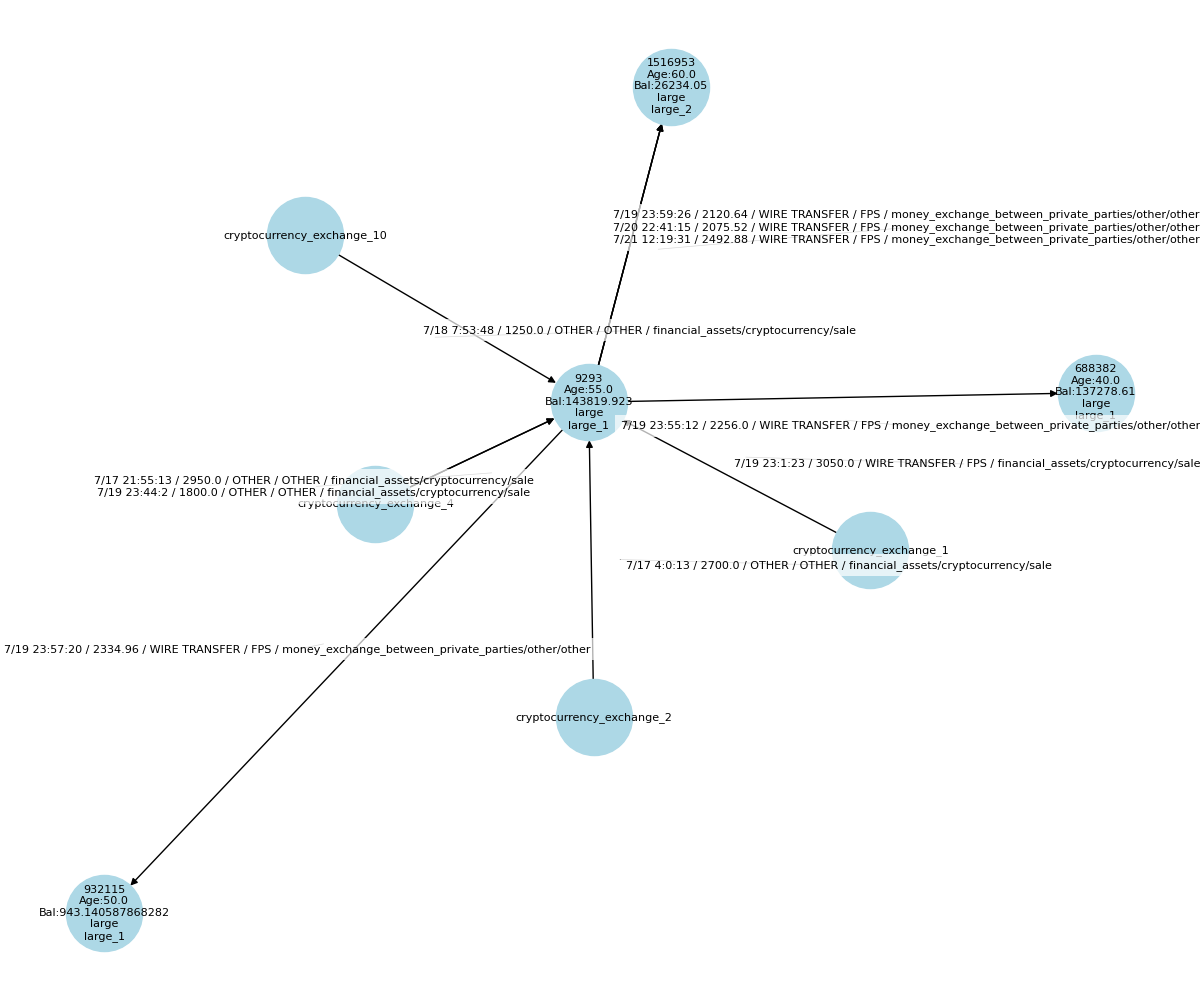 1516953
Age:60.0
Bal:26234.05
large
large_2
7/19 23:59:26 / 2120.64 / WIRE TRANSFER / FPS / money_exchange_between_private_parties/other/other
7/20 22:41:15 / 2075.52 / WIRE TRANSFER / FPS / money_exchange_between_private_parties/other/other
7/21 12:19:31 / 2492.88 / WIRE TRANSFER / FPS / money_exchange_between_private_parties/other/other
cryptocurrency_exchange_10
7/18 7:53:48 / 1250.0 / OTHER / OTHER / financial_assets/cryptocurrency/sale
9293
Age:55.0
Bal:143819.923
large
large_1
688382
Age:40.0
Bal:137278.61
large
large_1
7/19 23:55:12 / 2256.0 / WIRE TRANSFER / FPS / money_exchange_between_private_parties/other/other
7/19 23:1:23 / 3050.0 / WIRE TRANSFER / FPS / financial_assets/cryptocurrency/sale
7/17 21:55:13 / 2950.0 / OTHER / OTHER / financial_assets/cryptocurrency/sale
7/19 23:44:2 / 1800.0 / OTHER / OTHER / financial_assets/cryptocurrency/sale
cryptocurrency_exchange_4
cryptocurrency_exchange_1
7/17 4:0:13 / 2700.0 / OTHER / OTHER / financial_assets/cryptocurrency/sale
7/19 23:57:20 / 2334.96 / WIRE TRANSFER / FPS / money_exchange_between_private_parties/other/other
cryptocurrency_exchange_2
932115
Age:50.0
Bal:943.140587868282
large
large_1